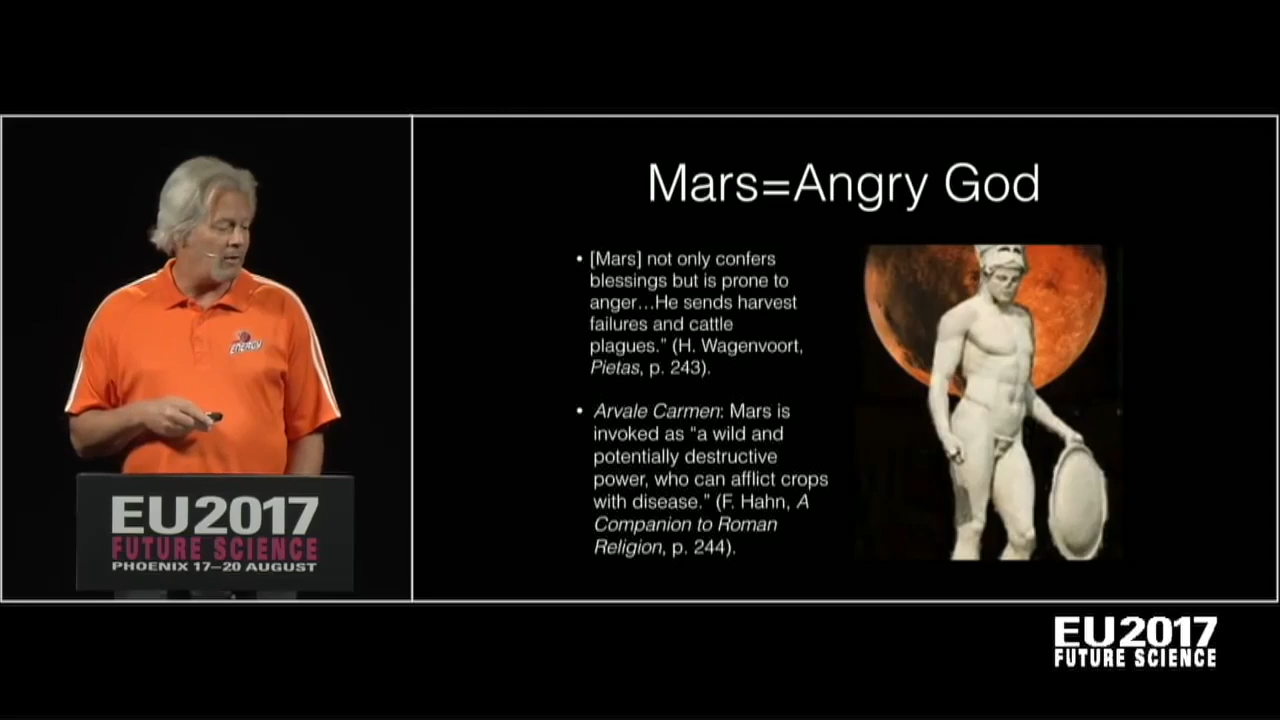 Mars=Angry God
• [Mars] not only confers
blessings but is prone to
anger...He sends harvest
failures and cattle
plagues.” (H. Wagenvoort,
Pietas, p. 243).
• Arvale Carmen: Mars is
invoked as “a wild and
potentially destructive
power, who can afflict crops
with disease.” (F. Hahn, A
Companion to Roman
Religion, p. 244).
ENERGY
EU2017
FUTURE SCIENCE
PHOENIX 17–20 AUGUST
EU2017
FUTURE SCIENCE